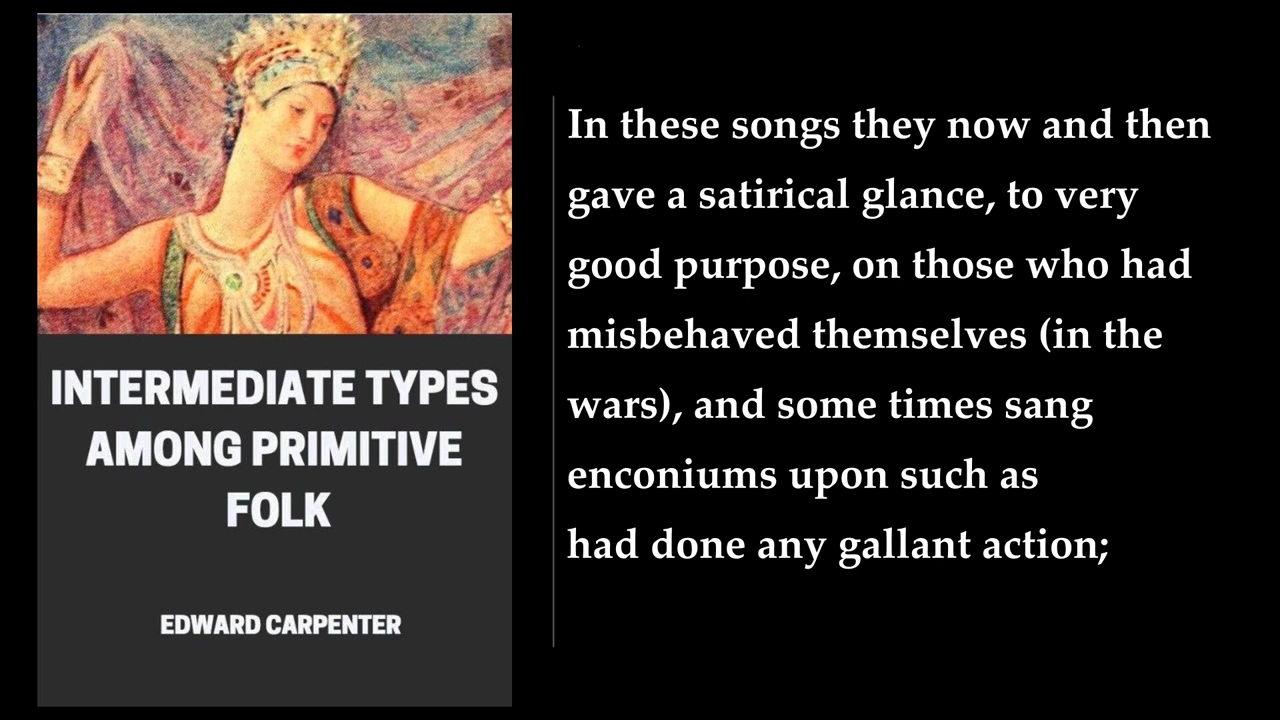 INTERMEDIATE TYPES
AMONG PRIMITIVE
FOLK
EDWARD CARPENTER
In these songs they now and then
gave a satirical glance, to very
good purpose, on those who had
misbehaved themselves (in the
wars), and some times sang
enconiums upon such as
had done any gallant action;